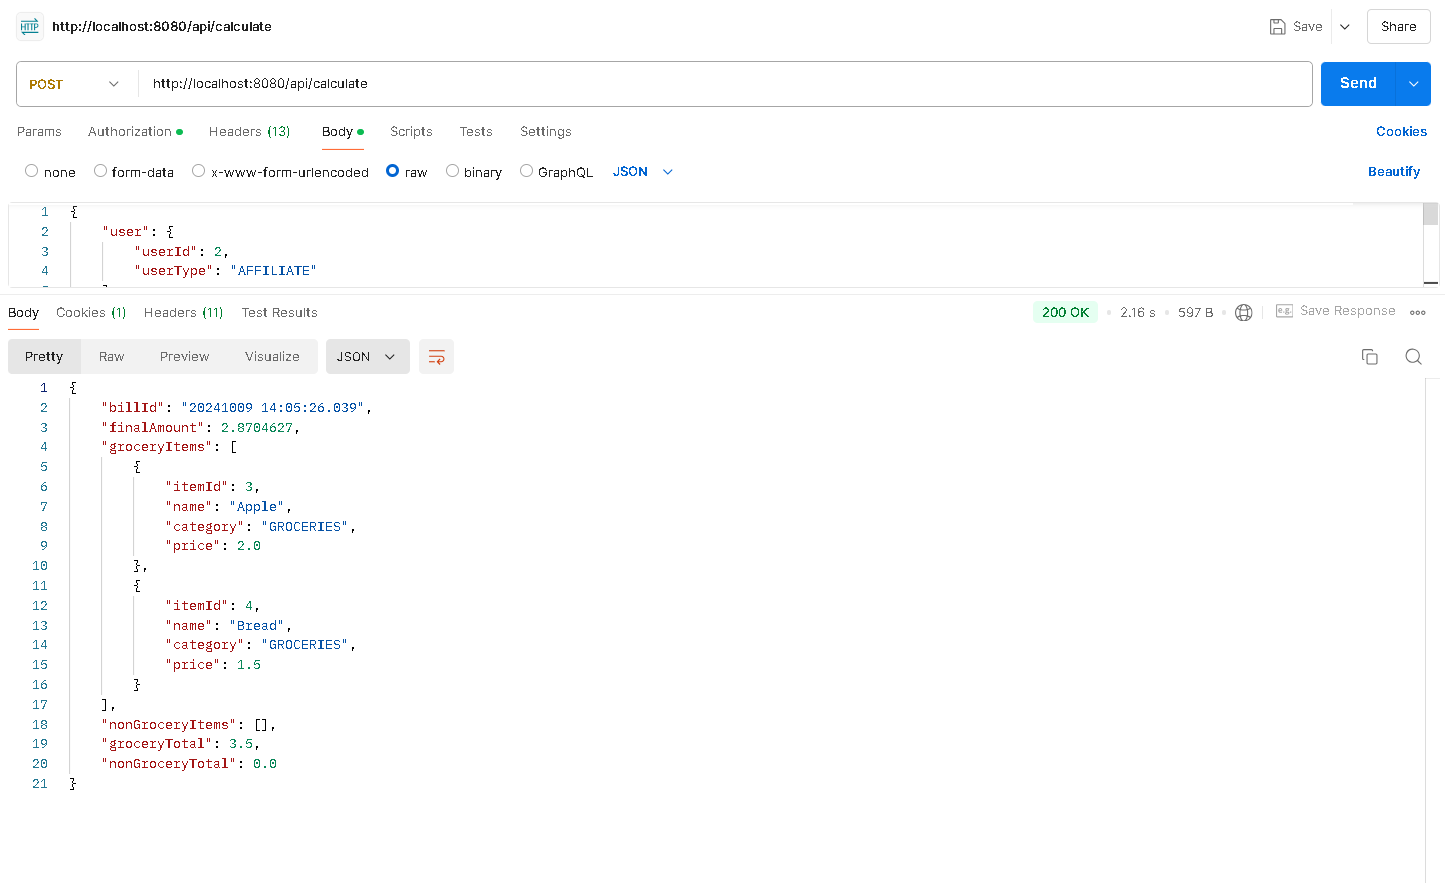 HTTP http://localhost:8080/api/calculate Save Share
POST http://localhost:8080/api/calculate Send
Params Authorization Headers (13) Body Scripts Tests Settings Cookies
none form-data x-www-form-urlencoded raw binary GraphQL JSON Beautify
1 {
2 "user": {
3 "userId": 2,
4 "userType": "AFFILIATE"
Body Cookies (1) Headers (11) Test Results 200 OK 2.16 s 597 B e.g. Save Response
Pretty Raw Preview Visualize JSON
1 {
2 "billId": "20241009 14:05:26.039",
3 "finalAmount": 2.8704627,
4 "groceryItems": [
5 {
6 "itemId": 3,
7 "name": "Apple",
8 "category": "GROCERIES",
9 "price": 2.0
10 },
11 {
12 "itemId": 4,
13 "name": "Bread",
14 "category": "GROCERIES",
15 "price": 1.5
16 }
17 ],
18 "nonGroceryItems": [],
19 "groceryTotal": 3.5,
20 "nonGroceryTotal": 0.0
21 }